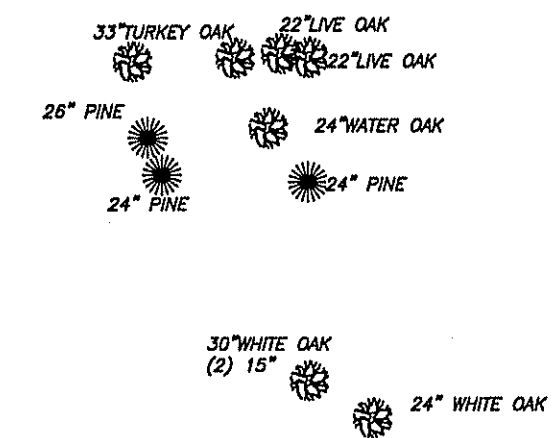 33"TURKEY OAK
22"LIVE OAK
22"LIVE OAK
26" PINE
24"WATER OAK
24" PINE
24" PINE
30"WHITE OAK
(2) 15"
24" WHITE OAK